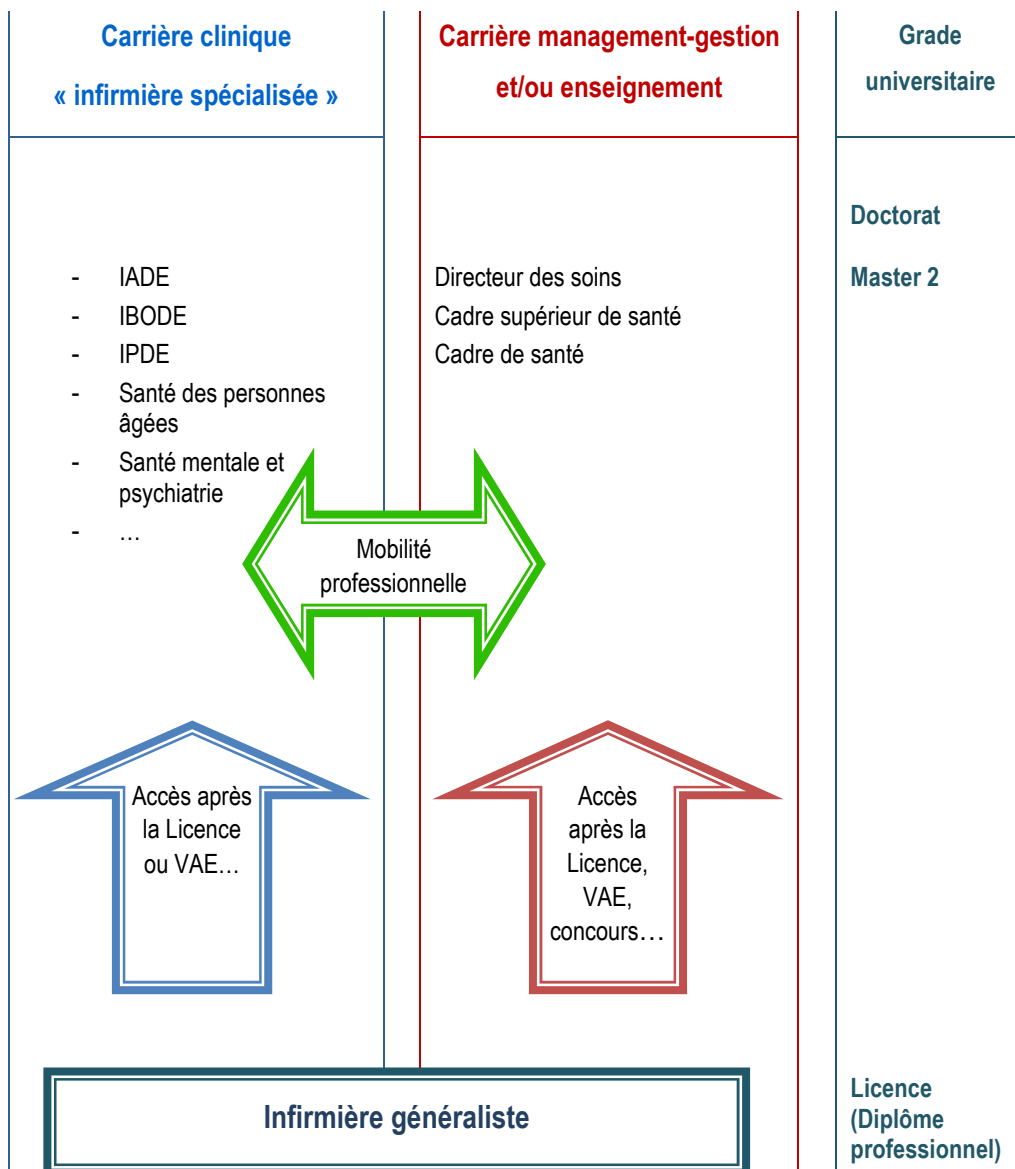 Carrière clinique
« infirmière spécialisée »
Carrière management-gestion
et/ou enseignement
Grade
universitaire
Doctorat
- IADE
- IBODE
- IPDE
- Santé des personnes
âgées
- Santé mentale et
psychiatrie
- …
Directeur des soins
Cadre supérieur de santé
Cadre de santé
Master 2
Mobilité
professionnelle
Accès après
la Licence
ou VAE…
Accès
après la
Licence,
VAE,
concours…
Infirmière généraliste
Licence
(Diplôme
professionnel)